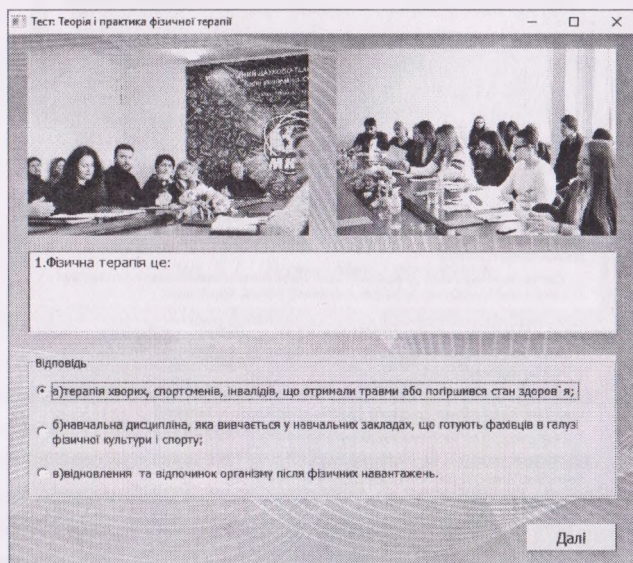 Тест: Теорія і практика фізичної терапії
МК
1.Фізична терапія це:
Відповідь
а)терапія хворих, спортсменів, інвалідів, що отримали травми або погіршився стан здоров`я;
б)навчальна дисципліна, яка вивчається у навчальних закладах, що готують фахівців в галузі
фізичної культури і спорту;
в)відновлення та відпочинок організму після фізичних навантажень.
Далі